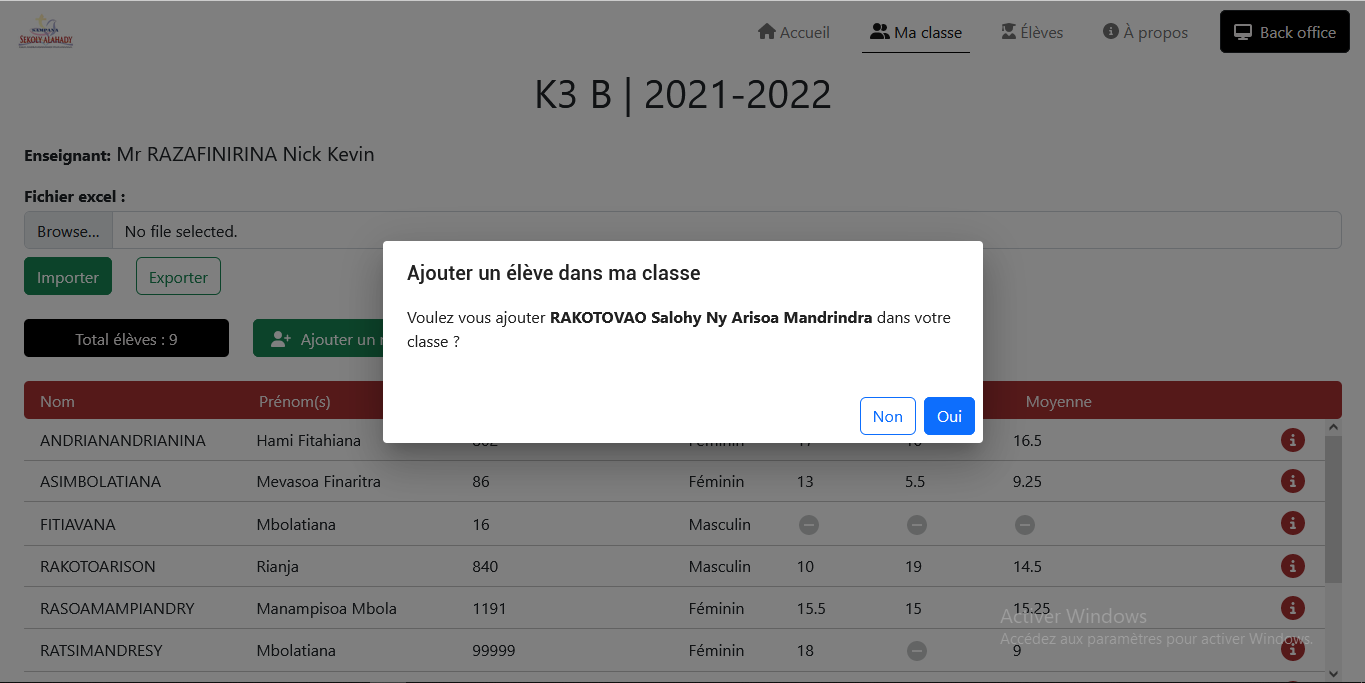 SEKOLY ALAHADY
Accueil
Ma classe
Élèves
À propos
Back office
K3 B | 2021-2022
Enseignant: Mr RAZAFINIRINA Nick Kevin
Fichier excel :
Browse... No file selected.
Importer
Exporter
Total élèves : 9
Ajouter un
Ajouter un élève dans ma classe
Voulez vous ajouter RAKOTOVAO Salohy Ny Arisoa Mandrindra dans votre
classe ?
Non
Oui
Nom Prénom(s) Moyenne
ANDRIANANDRIANINA Hami Fitahiana 16.5
ASIMBOLATIANA Mevasoa Finaritra 86 Féminin 13 5.5 9.25
FITIAVANA Mbolatiana 16 Masculin
RAKOTOARISON Rianja 840 Masculin 10 19 14.5
RASOAMAMPIANDRY Manampisoa Mbola 1191 Féminin 15.5 15 15.25
RATSIMANDRESY Mbolatiana 99999 Féminin 18 9
Activer Windows
Accédez aux paramètres pour activer Windows.